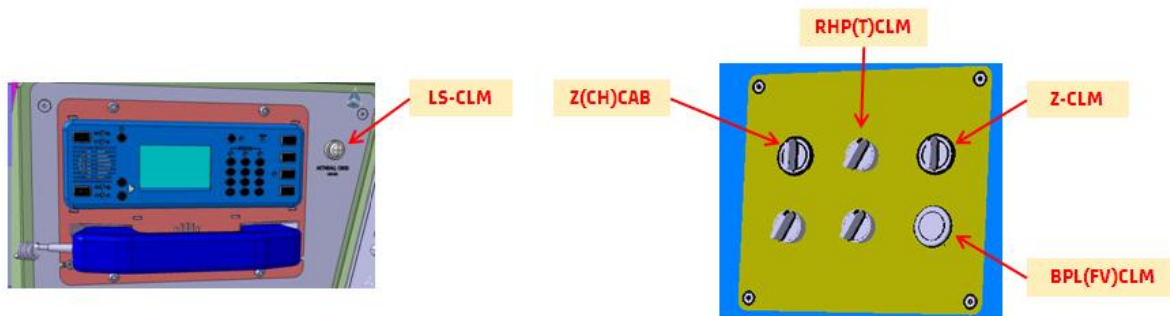 RHP(T)CLM
LS-CLM
Z(CH)CAB
Z-CLM
BPL(FV)CLM